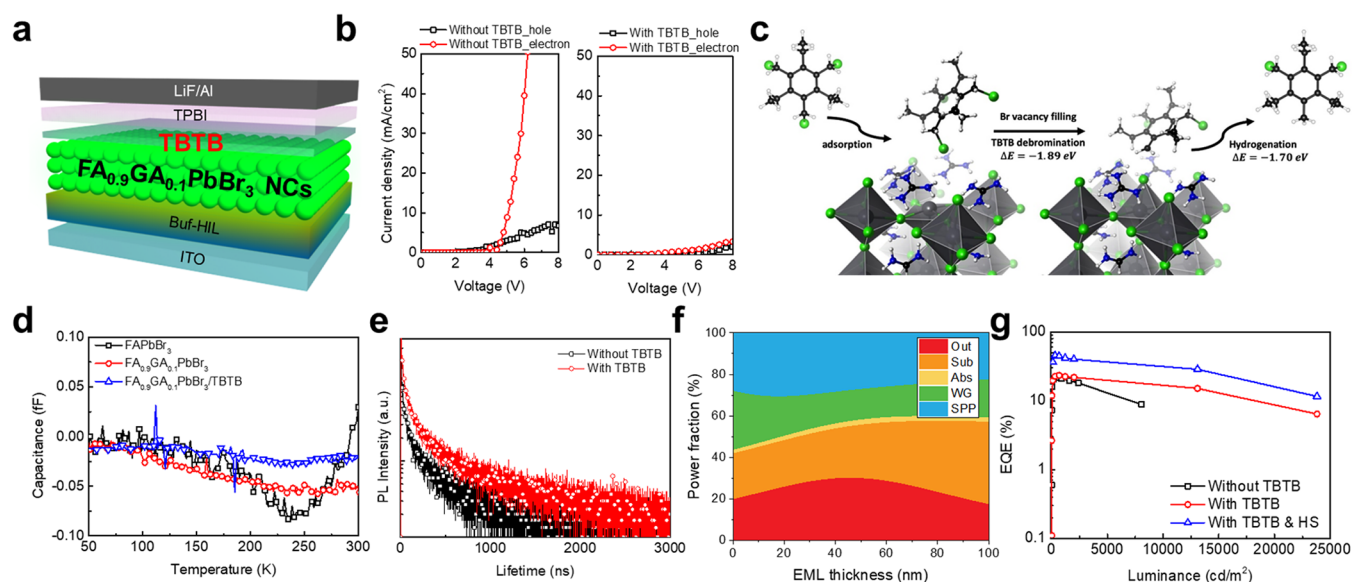 a
LiF/Al
TPBI
TBTB
FA0.9GA0.1PbBr3 NCs
Buf-HIL
ITO
b
Without TBTB_hole
Without TBTB_electron
With TBTB_hole
With TBTB_electron
Current density (mA/cm2)
50
40
30
20
10
0
0 2 4 6 8
Voltage (V)
50
40
30
20
10
0
0 2 4 6 8
Voltage (V)
c
adsorption
Br vacancy filling
TBTB debromination
ΔE = −1.89 eV
Hydrogenation
ΔE = −1.70 eV
d
FAPbBr3
FA0.9GA0.1PbBr3
FA0.9GA0.1PbBr3/TBTB
Capacitance (fF)
0.10
0.05
0.00
-0.05
-0.10
50 100 150 200 250 300
Temperature (K)
e
Without TBTB
With TBTB
PL Intensity (a.u.)
0 1000 2000 3000
Lifetime (ns)
f
Out
Sub
Abs
WG
SPP
Power fraction (%)
100
80
60
40
20
0
0 20 40 60 80 100
EML thickness (nm)
g
EQE (%)
100
10
1
0.1
Without TBTB
With TBTB
With TBTB & HS
0 5000 10000 15000 20000 25000
Luminance (cd/m2)